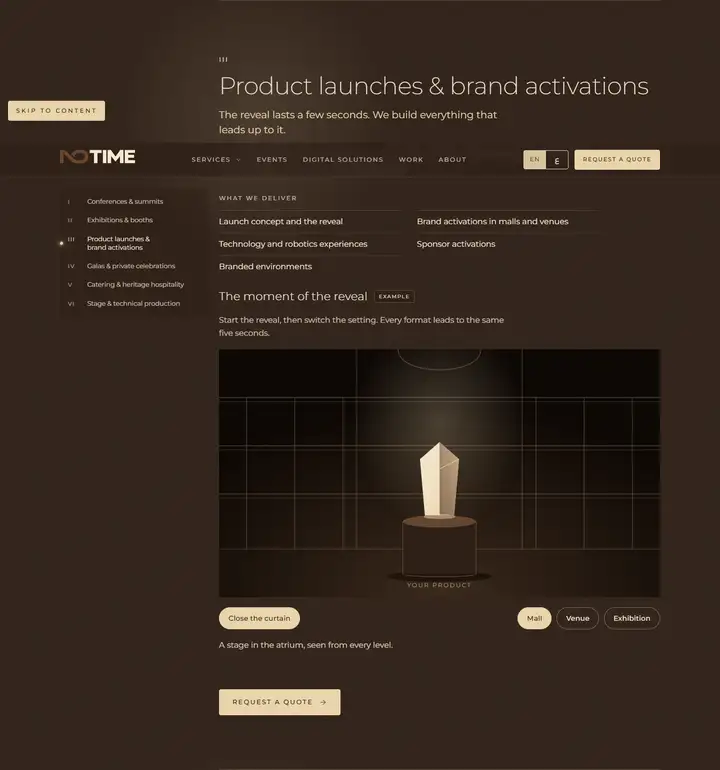 III
Product launches & brand activations
The reveal lasts a few seconds. We build everything that
leads up to it.
SKIP TO CONTENT
NOTIME
SERVICES
EVENTS
DIGITAL SOLUTIONS
WORK
ABOUT
EN
ع
REQUEST A QUOTE
I Conferences & summits
II Exhibitions & booths
III Product launches &
brand activations
IV Galas & private celebrations
V Catering & heritage hospitality
VI Stage & technical production
WHAT WE DELIVER
Launch concept and the reveal
Brand activations in malls and venues
Technology and robotics experiences
Sponsor activations
Branded environments
The moment of the reveal EXAMPLE
Start the reveal, then switch the setting. Every format leads to the same
five seconds.
YOUR PRODUCT
Close the curtain
Mall
Venue
Exhibition
A stage in the atrium, seen from every level.
REQUEST A QUOTE →